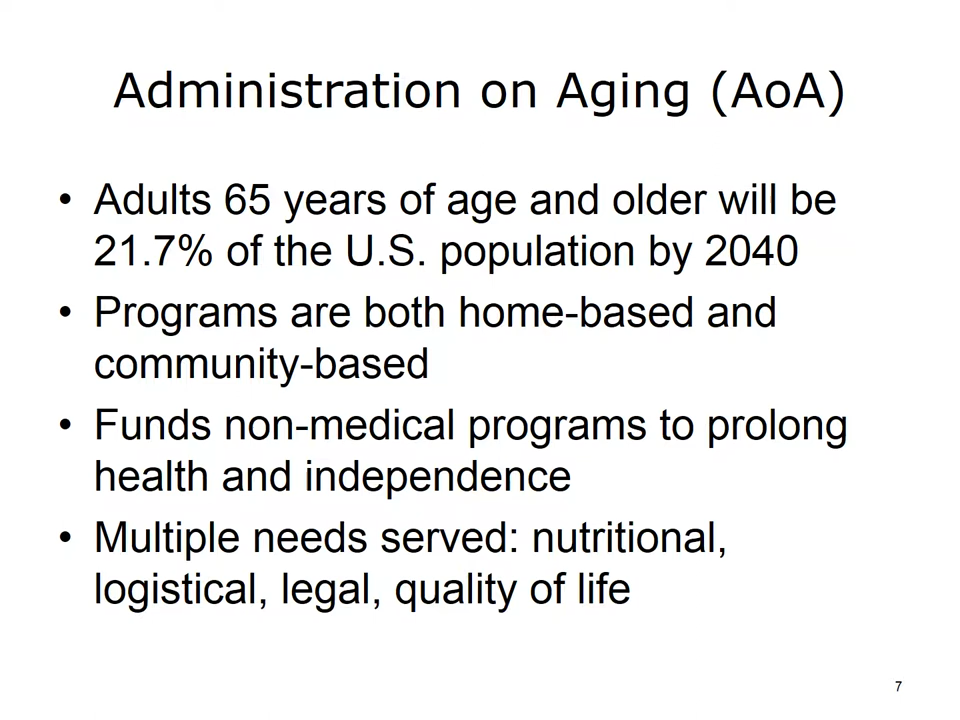 Administration on Aging (AoA)
• Adults 65 years of age and older will be
21.7% of the U.S. population by 2040
• Programs are both home-based and
community-based
• Funds non-medical programs to prolong
health and independence
• Multiple needs served: nutritional,
logistical, legal, quality of life
7